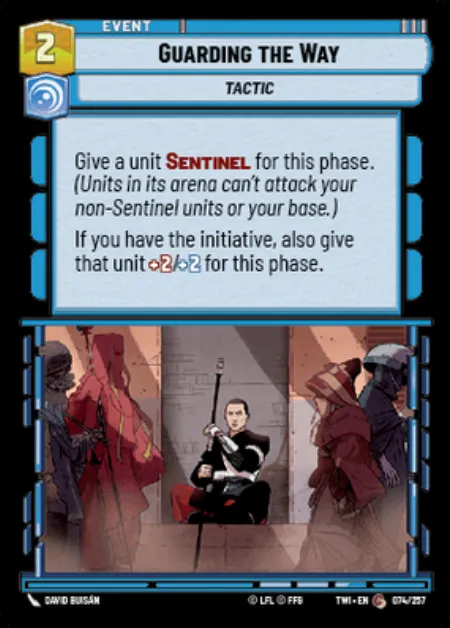 EVENT
2
GUARDING THE WAY
TACTIC
Give a unit SENTINEL for this phase.
(Units in its arena can't attack your
non-Sentinel units or your base.)
If you have the initiative, also give
that unit +2/+2 for this phase.
DAVID BUISÁN
© LFL © FFG
TWI • EN
074/257